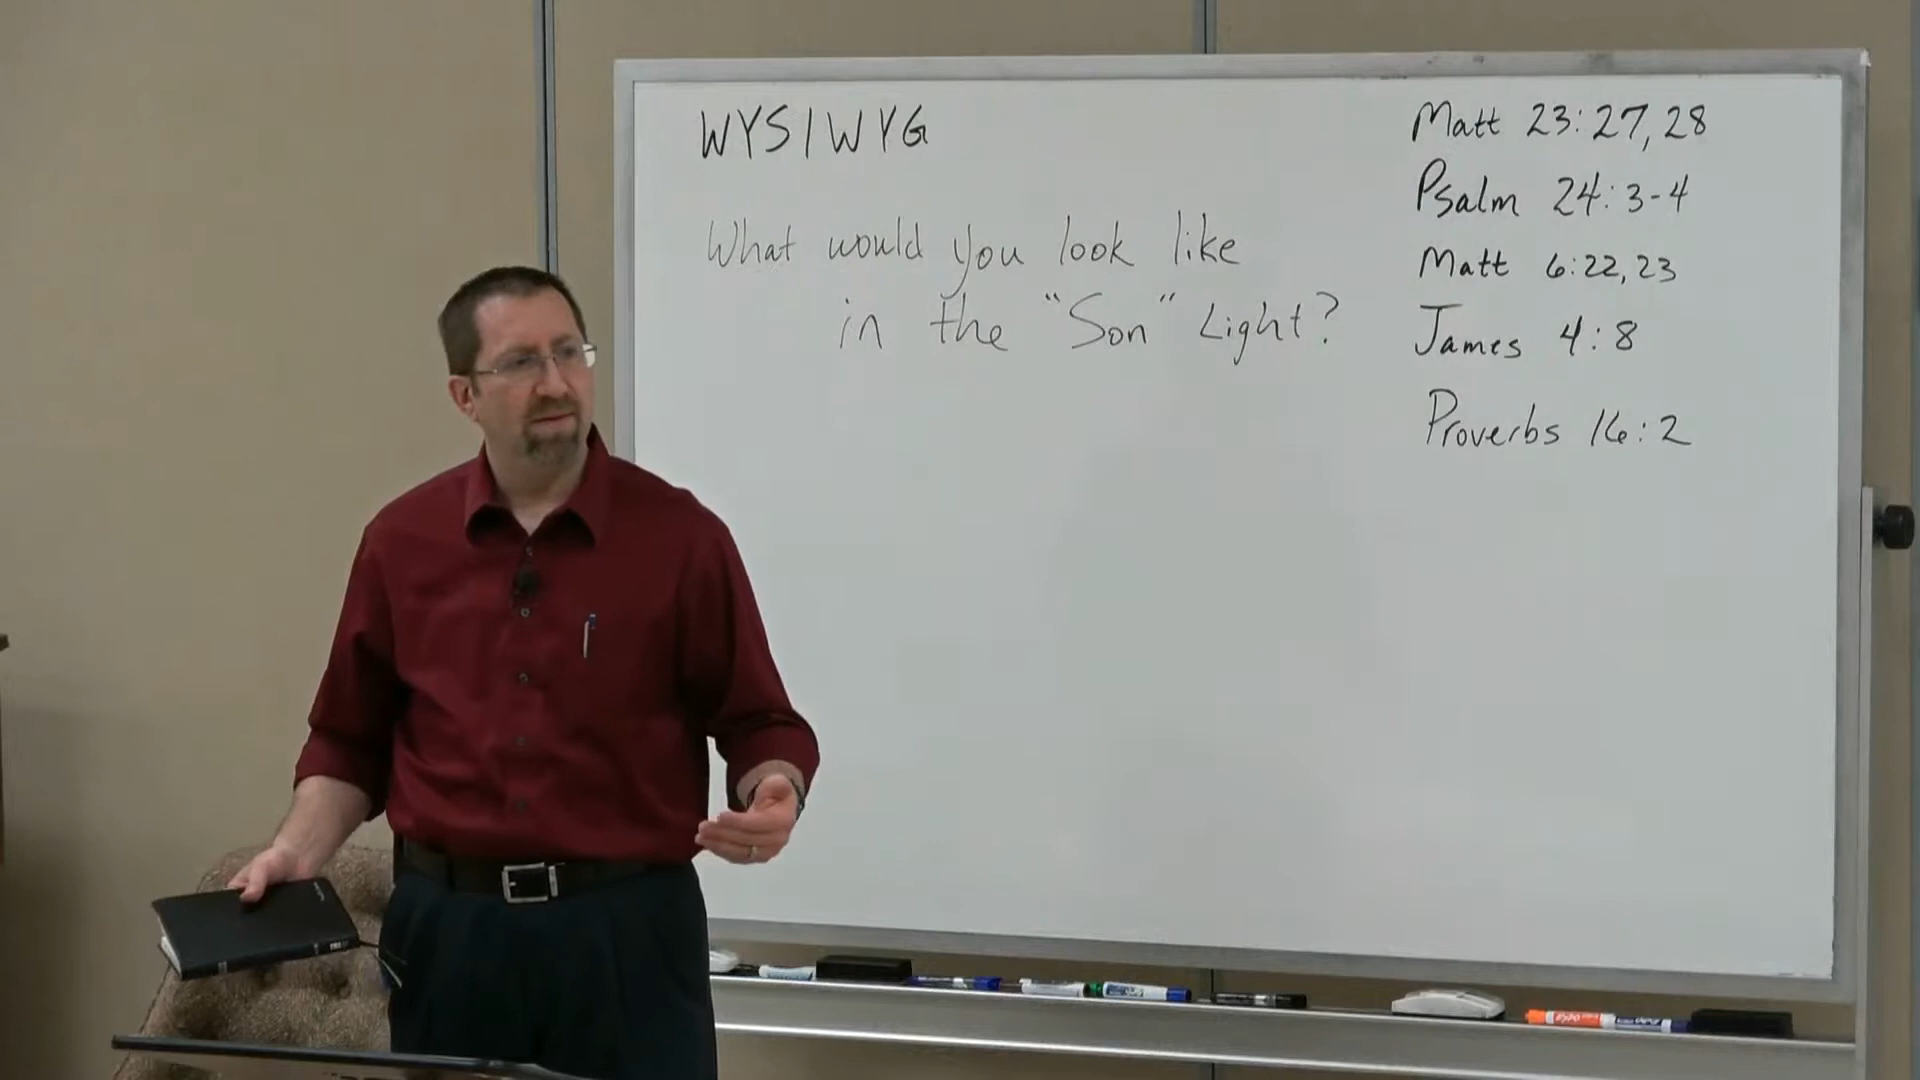 WYSIWYG
What would you look like
in the "Son" Light?
Matt 23:27,28
Psalm 24:3-4
Matt 6:22,23
James 4:8
Proverbs 16:2
EXPO